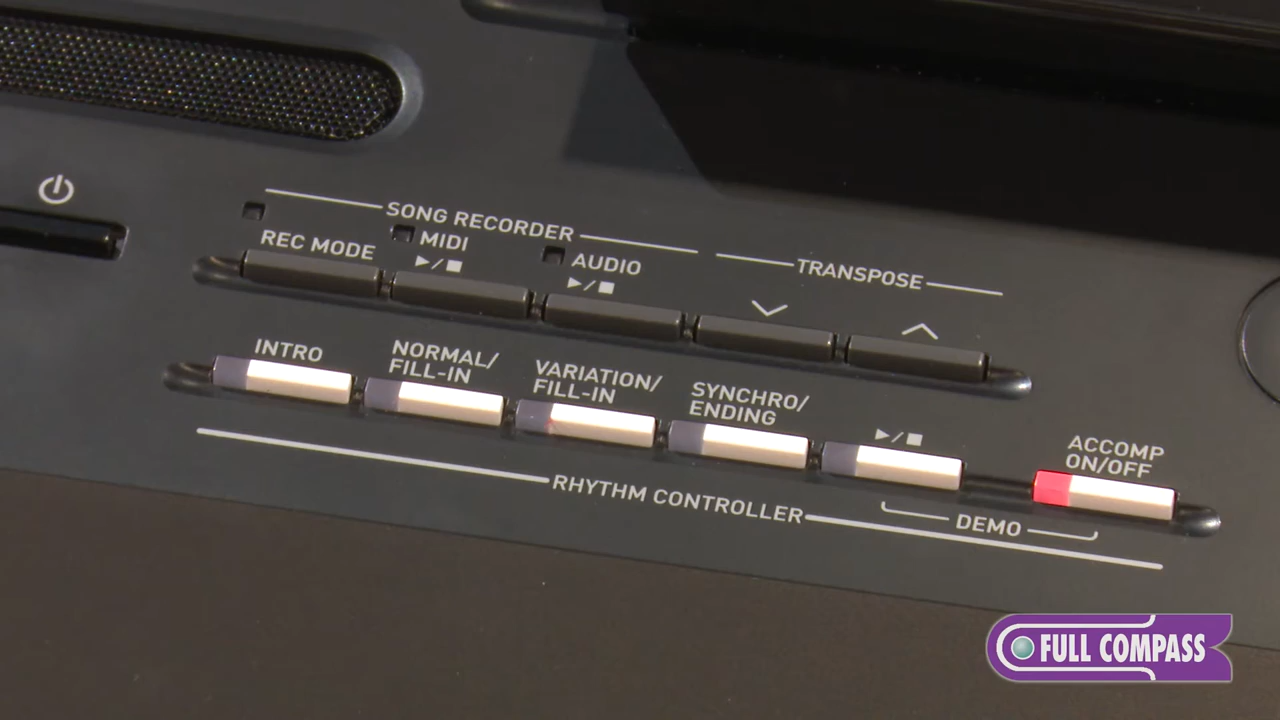 SONG RECORDER
REC MODE
MIDI
AUDIO
TRANSPOSE
INTRO
NORMAL/
FILL-IN
VARIATION/
FILL-IN
SYNCHRO/
ENDING
ACCOMP
ON/OFF
RHYTHM CONTROLLER
DEMO
FULL COMPASS